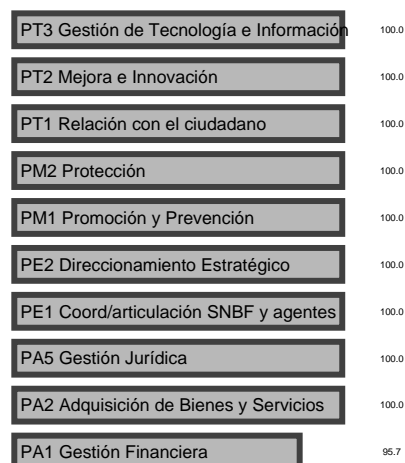 PT3 Gestión de Tecnología e Información 100.0
PT2 Mejora e Innovación 100.0
PT1 Relación con el ciudadano 100.0
PM2 Protección 100.0
PM1 Promoción y Prevención 100.0
PE2 Direccionamiento Estratégico 100.0
PE1 Coord/articulación SNBF y agentes 100.0
PA5 Gestión Jurídica 100.0
PA2 Adquisición de Bienes y Servicios 100.0
PA1 Gestión Financiera 95.7